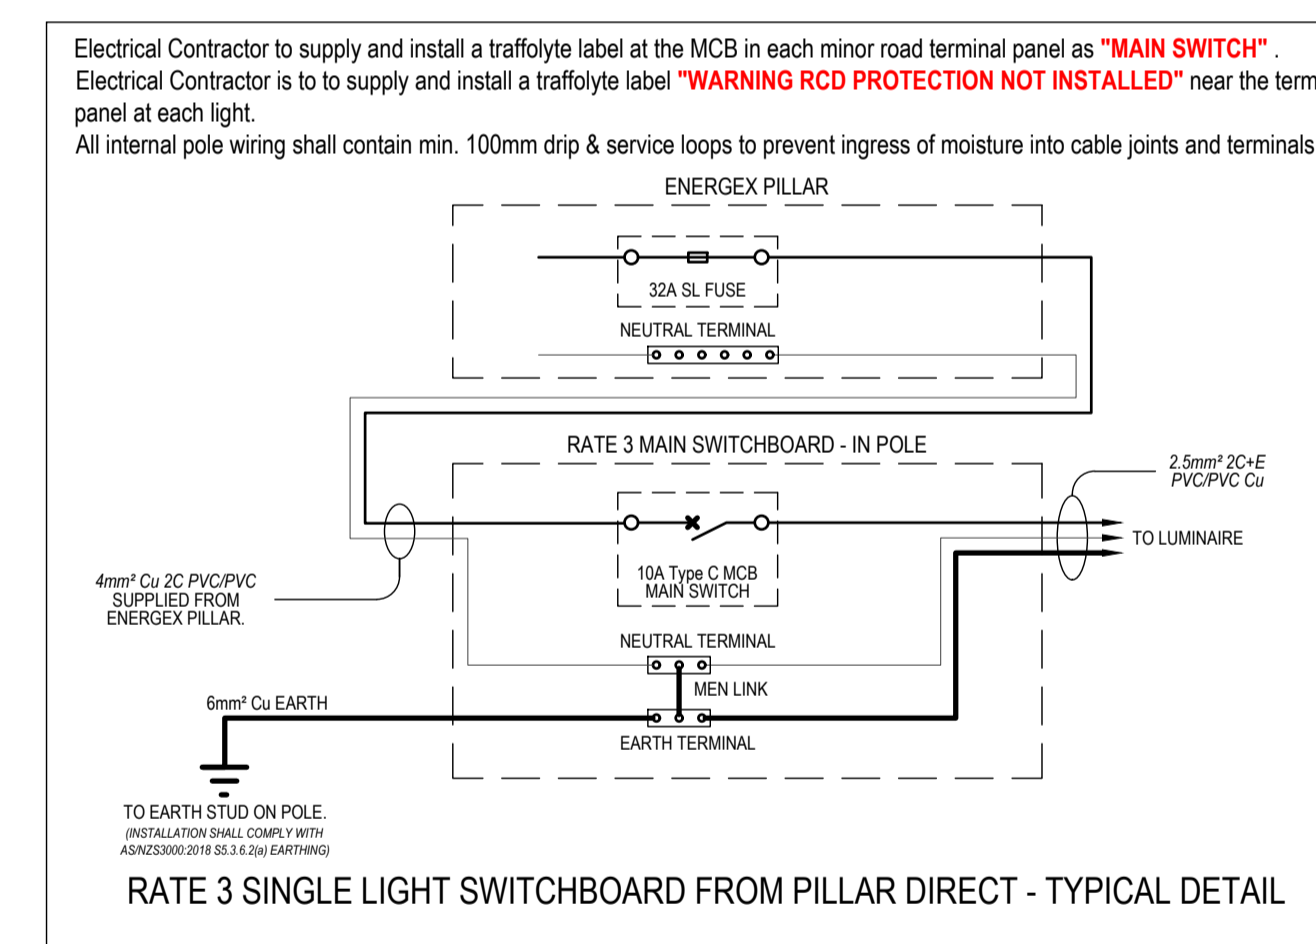 Electrical Contractor to supply and install a traffolyte label at the MCB in each minor road terminal panel as "MAIN SWITCH" .
Electrical Contractor is to to supply and install a traffolyte label "WARNING RCD PROTECTION NOT INSTALLED" near the term
panel at each light.
All internal pole wiring shall contain min. 100mm drip & service loops to prevent ingress of moisture into cable joints and terminals
ENERGEX PILLAR
32A SL FUSE
NEUTRAL TERMINAL
RATE 3 MAIN SWITCHBOARD - IN POLE
2.5mm² 2C+E
PVC/PVC Cu
TO LUMINAIRE
10A Type C MCB
MAIN SWITCH
4mm² Cu 2C PVC/PVC
SUPPLIED FROM
ENERGEX PILLAR.
NEUTRAL TERMINAL
MEN LINK
6mm² Cu EARTH
EARTH TERMINAL
TO EARTH STUD ON POLE.
(INSTALLATION SHALL COMPLY WITH
AS/NZS3000:2018 S5.3.6.2(a) EARTHING)
RATE 3 SINGLE LIGHT SWITCHBOARD FROM PILLAR DIRECT - TYPICAL DETAIL